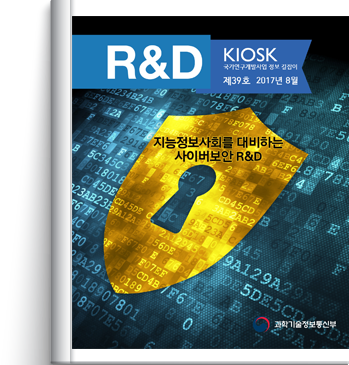 R&D
KIOSK
국가연구개발사업 정보 길잡이
제39호 2017년 8월
지능정보사회를 대비하는
사이버보안 R&D
과학기술정보통신부